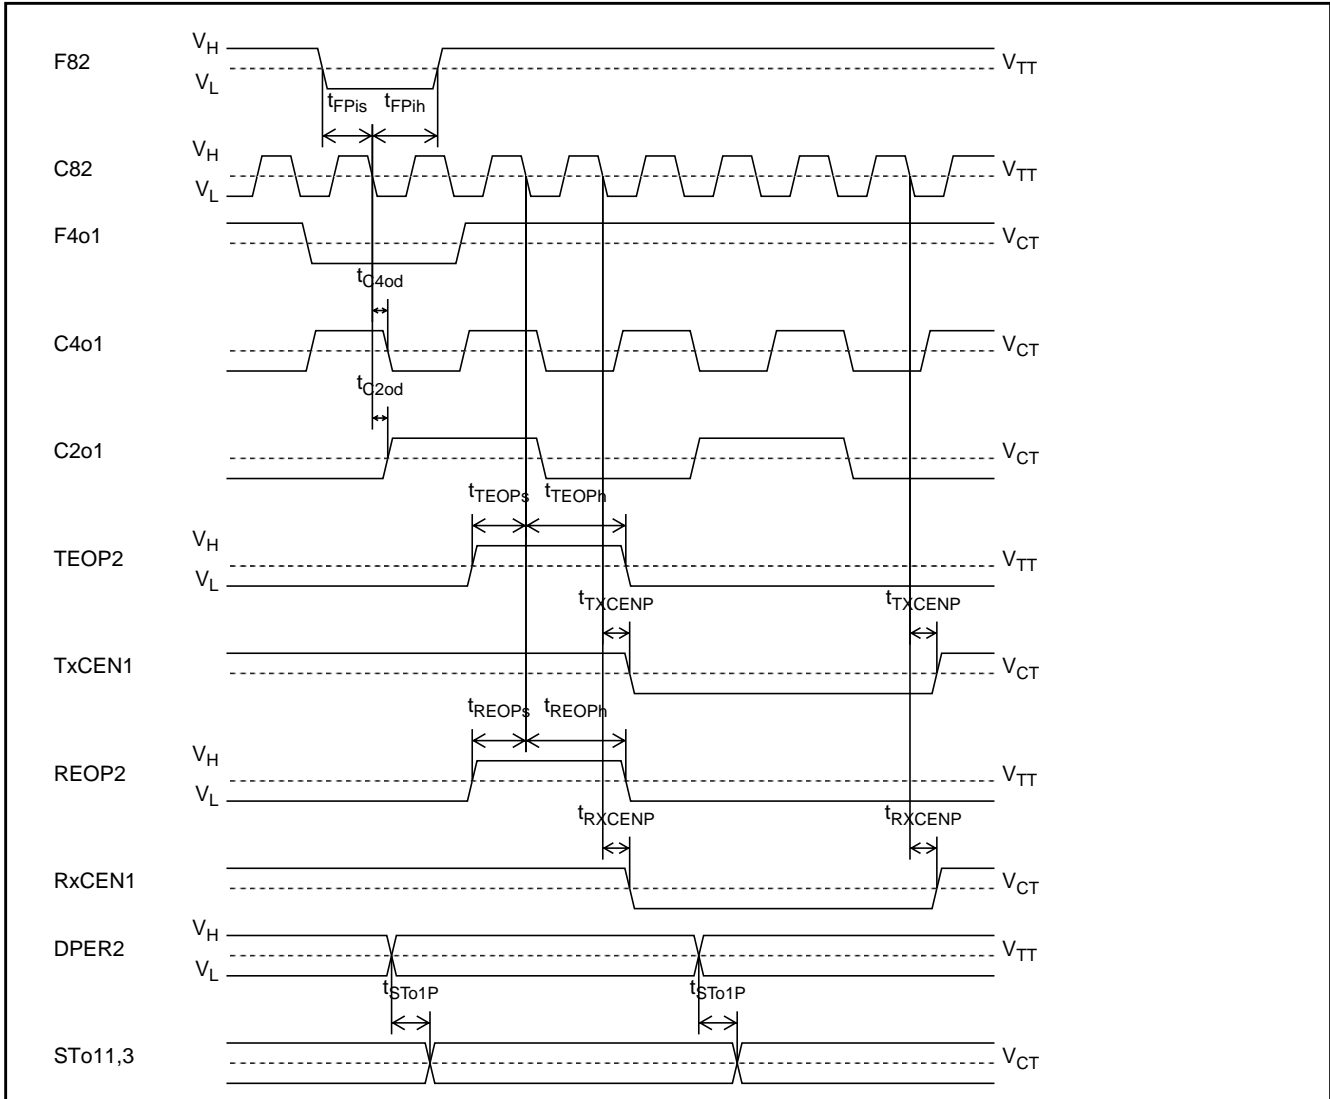 F82 VH VL VTT
tFPis tFPih
C82 VH VL VTT
F4o1 VCT
tC4od
C4o1 VCT
tC2od
C2o1 VCT
tTEOPs tTEOPh
TEOP2 VH VL VTT
tTXCENP tTXCENP
TxCEN1 VCT
tREOPs tREOPh
REOP2 VH VL VTT
tRXCENP tRXCENP
RxCEN1 VCT
DPER2 VH VL VTT
tSTo1P tSTo1P
STo11,3 VCT